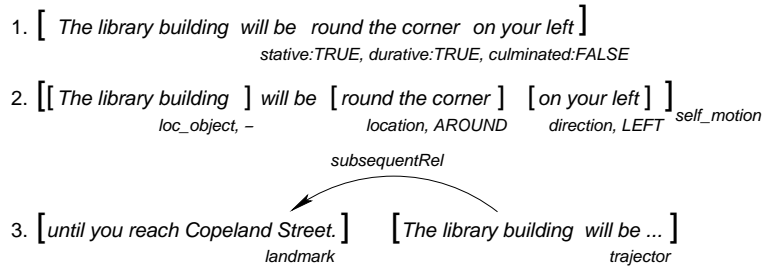 1. [ The library building will be round the corner on your left ]
stative:TRUE, durative:TRUE, culminated:FALSE
2. [[ The library building ] will be [ round the corner ] [ on your left ] ] self_motion
loc_object, – location, AROUND direction, LEFT
subsequentRel
3. [ until you reach Copeland Street. ] [ The library building will be ... ]
landmark trajector